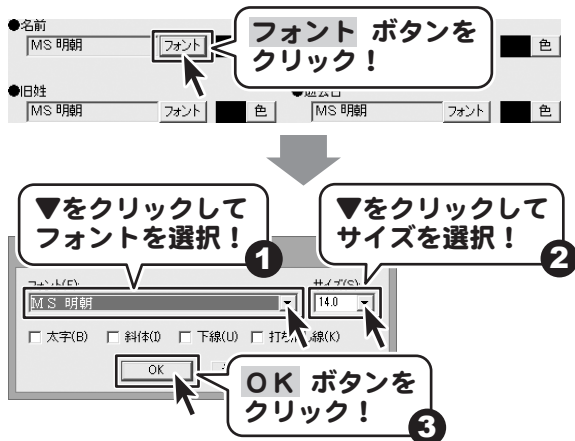 ●名前
MS 明朝 フォント
フォント ボタンを
クリック！
色
●旧姓
MS 明朝 フォント 色
MS 明朝 フォント 色
▼をクリックして
フォントを選択！
1
▼をクリックして
サイズを選択！
2
MS 明朝
14.0
太字(B) 斜体(I) 下線(U)
OK
OK ボタンを
クリック！
3